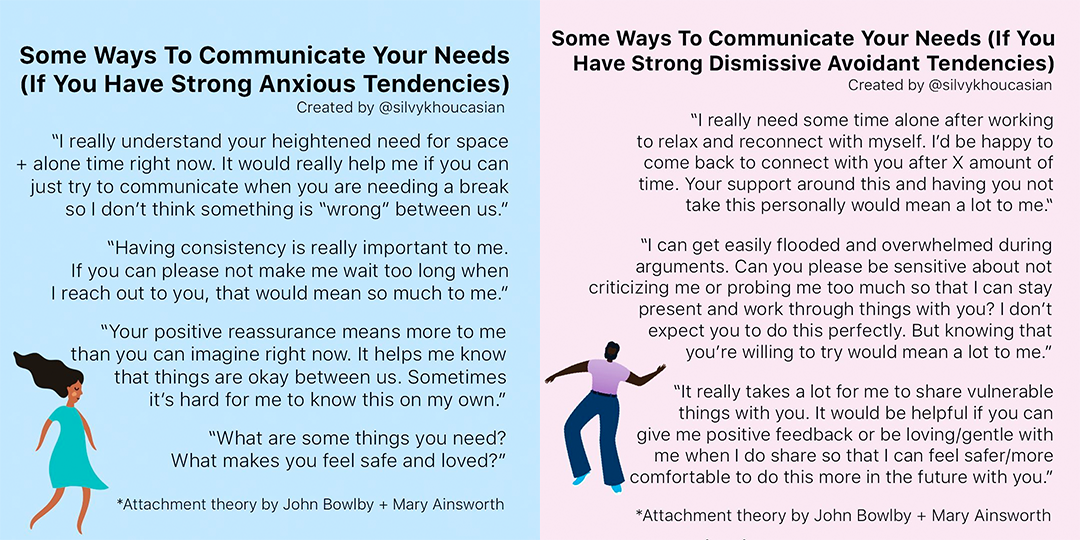 Some Ways To Communicate Your Needs
(If You Have Strong Anxious Tendencies)
Created by @silvykhoucasian
“I really understand your heightened need for space
+ alone time right now. It would really help me if you can
just try to communicate when you are needing a break
so I don’t think something is “wrong” between us.”
“Having consistency is really important to me.
If you can please not make me wait too long when
I reach out to you, that would mean so much to me.”
“Your positive reassurance means more to me
than you can imagine right now. It helps me know
that things are okay between us. Sometimes
it’s hard for me to know this on my own.”
“What are some things you need?
What makes you feel safe and loved?”
*Attachment theory by John Bowlby + Mary Ainsworth
Some Ways To Communicate Your Needs (If You
Have Strong Dismissive Avoidant Tendencies)
Created by @silvykhoucasian
“I really need some time alone after working
to relax and reconnect with myself. I’d be happy to
come back to connect with you after X amount of
time. Your support around this and having you not
take this personally would mean a lot to me.“
“I can get easily flooded and overwhelmed during
arguments. Can you please be sensitive about not
criticizing me or probing me too much so that I can stay
present and work through things with you? I don’t
expect you to do this perfectly. But knowing that
you’re willing to try would mean a lot to me.”
“It really takes a lot for me to share vulnerable
things with you. It would be helpful if you can
give me positive feedback or be loving/gentle with
me when I do share so that I can feel safer/more
comfortable to do this more in the future with you.”
*Attachment theory by John Bowlby + Mary Ainsworth